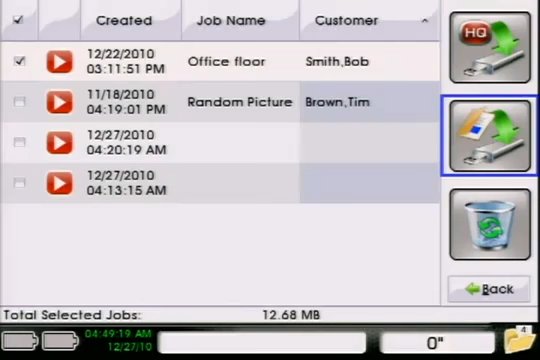 Created Job Name Customer
12/22/2010
03:11:51 PM
Office floor Smith,Bob
11/18/2010
04:19:01 PM
Random Picture Brown,Tim
12/27/2010
04:20:19 AM
12/27/2010
04:13:15 AM
HQ
Back
Total Selected Jobs: 12.68 MB
04:49:19 AM
12/27/10
0"
4